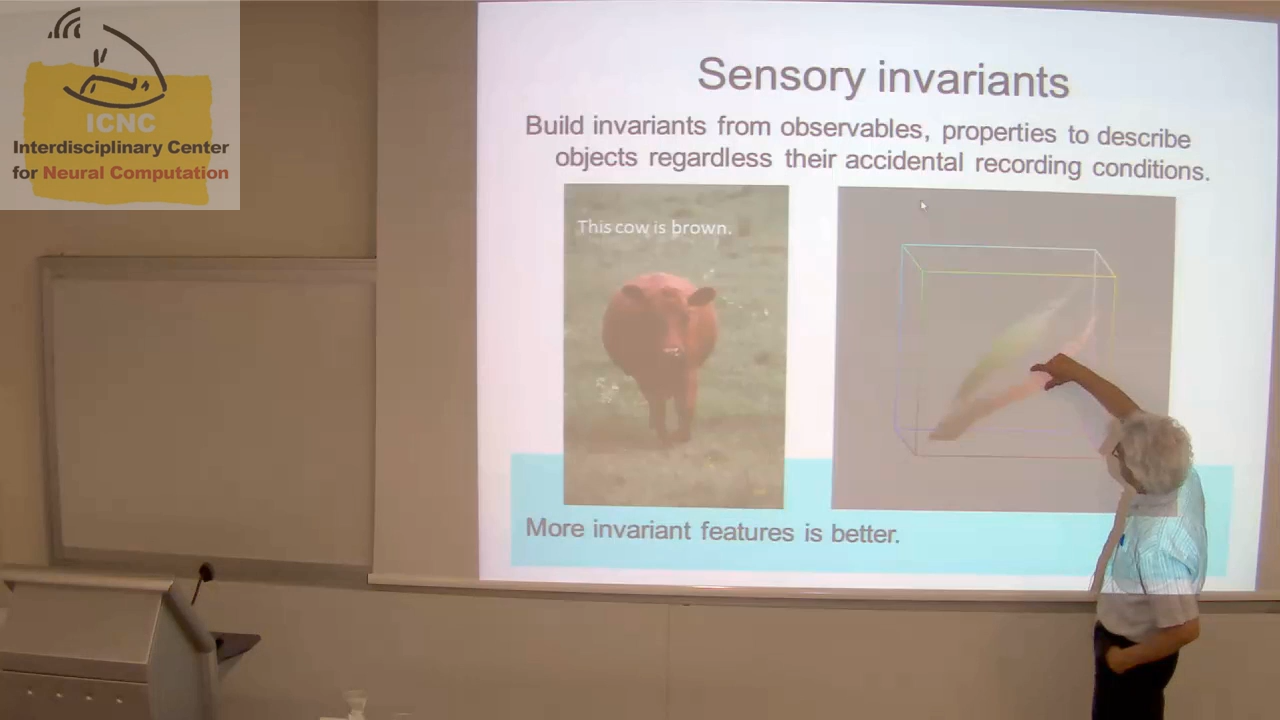 ICNC
Interdisciplinary Center
for Neural Computation
Sensory invariants
Build invariants from observables, properties to describe
objects regardless their accidental recording conditions.
This cow is brown.
More invariant features is better.